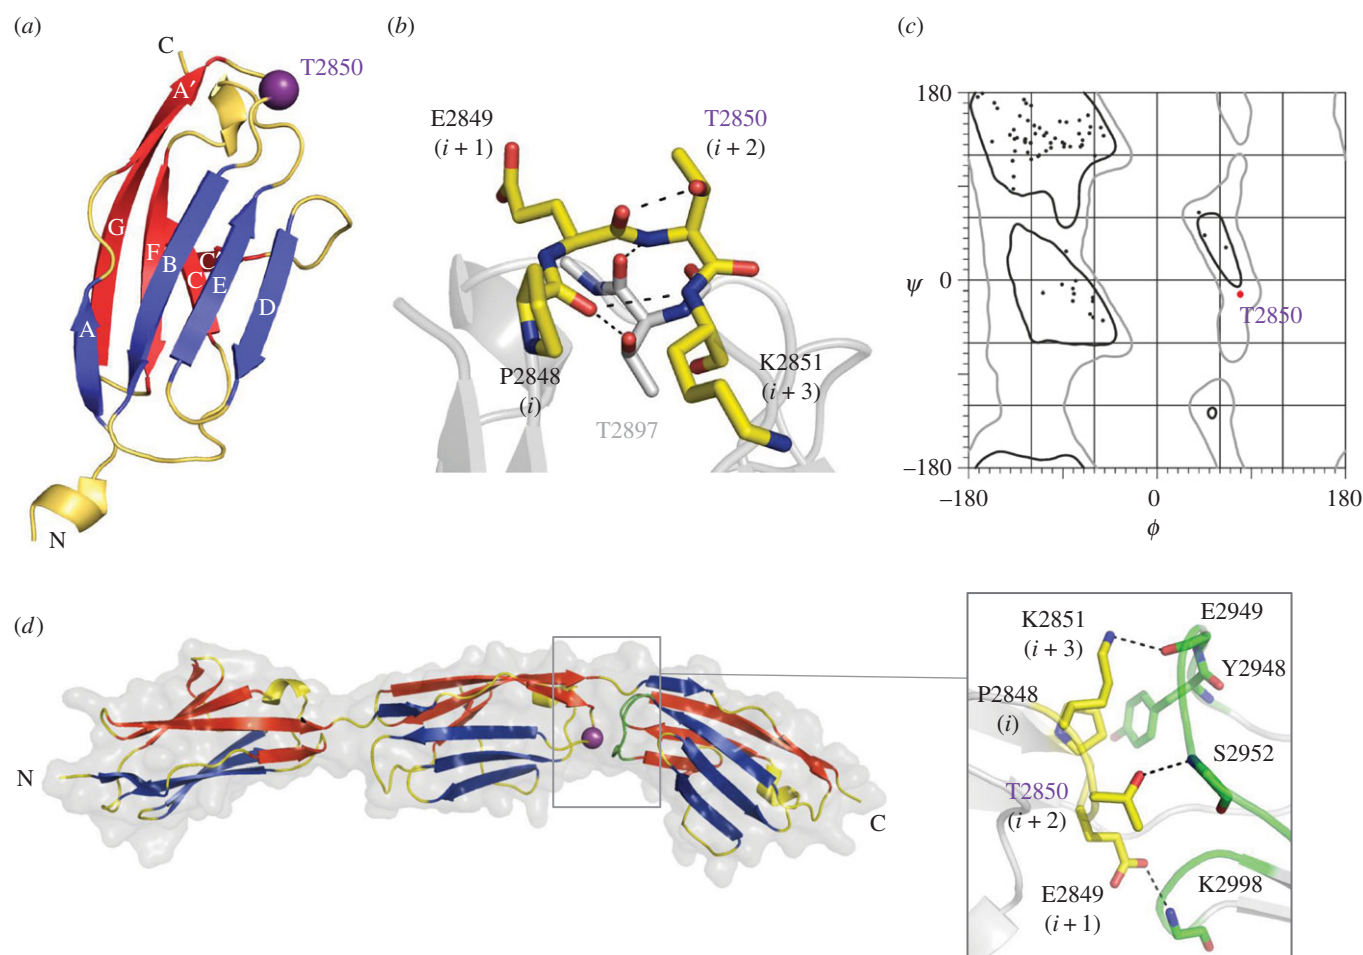 (a)
C
T2850
A′
G
F
B
C′
C
E
D
A
N
(b)
E2849
(i + 1)
T2850
(i + 2)
P2848
(i)
T2897
K2851
(i + 3)
(c)
180
ψ 0
T2850
–180
–180 0 180
ϕ
(d)
N
C
K2851
(i + 3)
E2949
Y2948
P2848
(i)
S2952
T2850
(i + 2)
E2849
(i + 1)
K2998